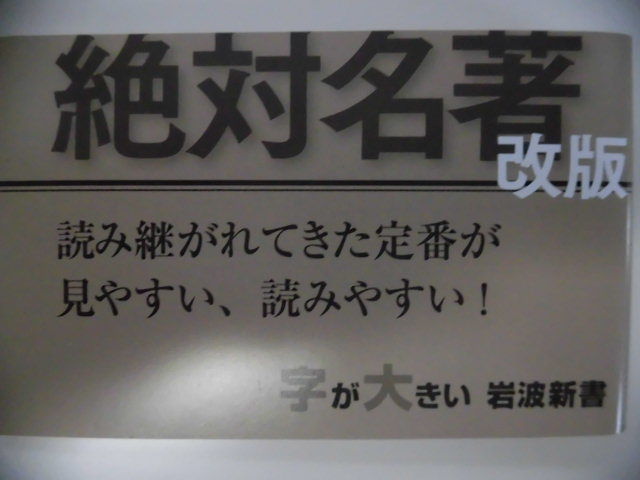 絶対名著
改版
読み継がれてきた定番が
見やすい、読みやすい!
字が大きい 岩波新書